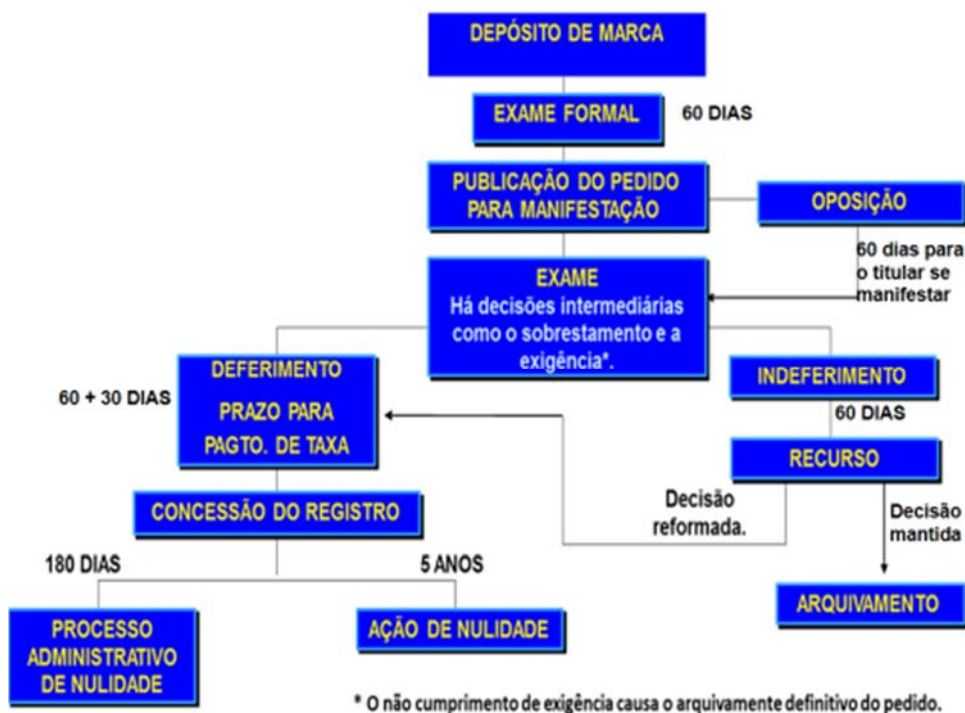 DEPÓSITO DE MARCA
EXAME FORMAL
60 DIAS
PUBLICAÇÃO DO PEDIDO
PARA MANIFESTAÇÃO
OPOSIÇÃO
60 dias para
o titular se
manifestar
EXAME
Há decisões intermediárias
como o sobrestamento e a
exigência*.
DEFERIMENTO
PRAZO PARA
PAGTO. DE TAXA
60 + 30 DIAS
INDEFERIMENTO
60 DIAS
RECURSO
Decisão
reformada.
Decisão
mantida
CONCESSÃO DO REGISTRO
180 DIAS
5 ANOS
PROCESSO
ADMINISTRATIVO
DE NULIDADE
AÇÃO DE NULIDADE
ARQUIVAMENTO
* O não cumprimento de exigência causa o arquivamente definitivo do pedido.